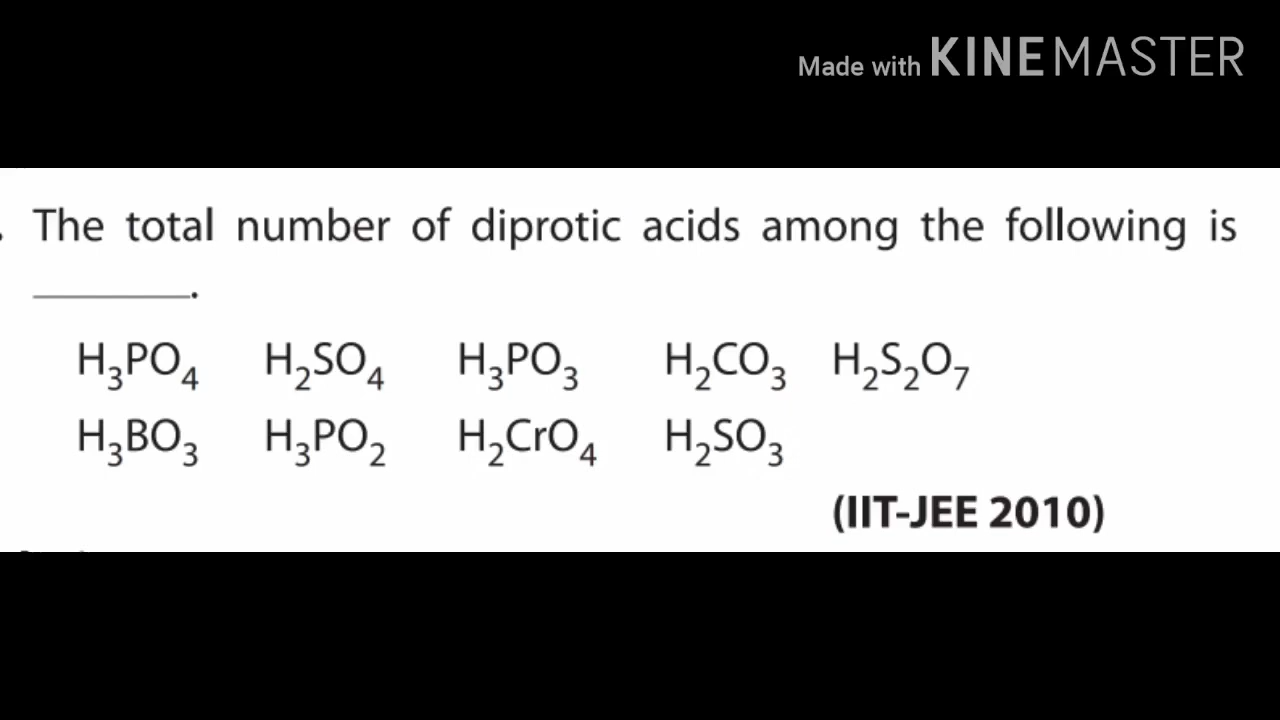 Made with KINEMASTER
. The total number of diprotic acids among the following is
________.
H₃PO₄ H₂SO₄ H₃PO₃ H₂CO₃ H₂S₂O₇
H₃BO₃ H₃PO₂ H₂CrO₄ H₂SO₃
(IIT-JEE 2010)